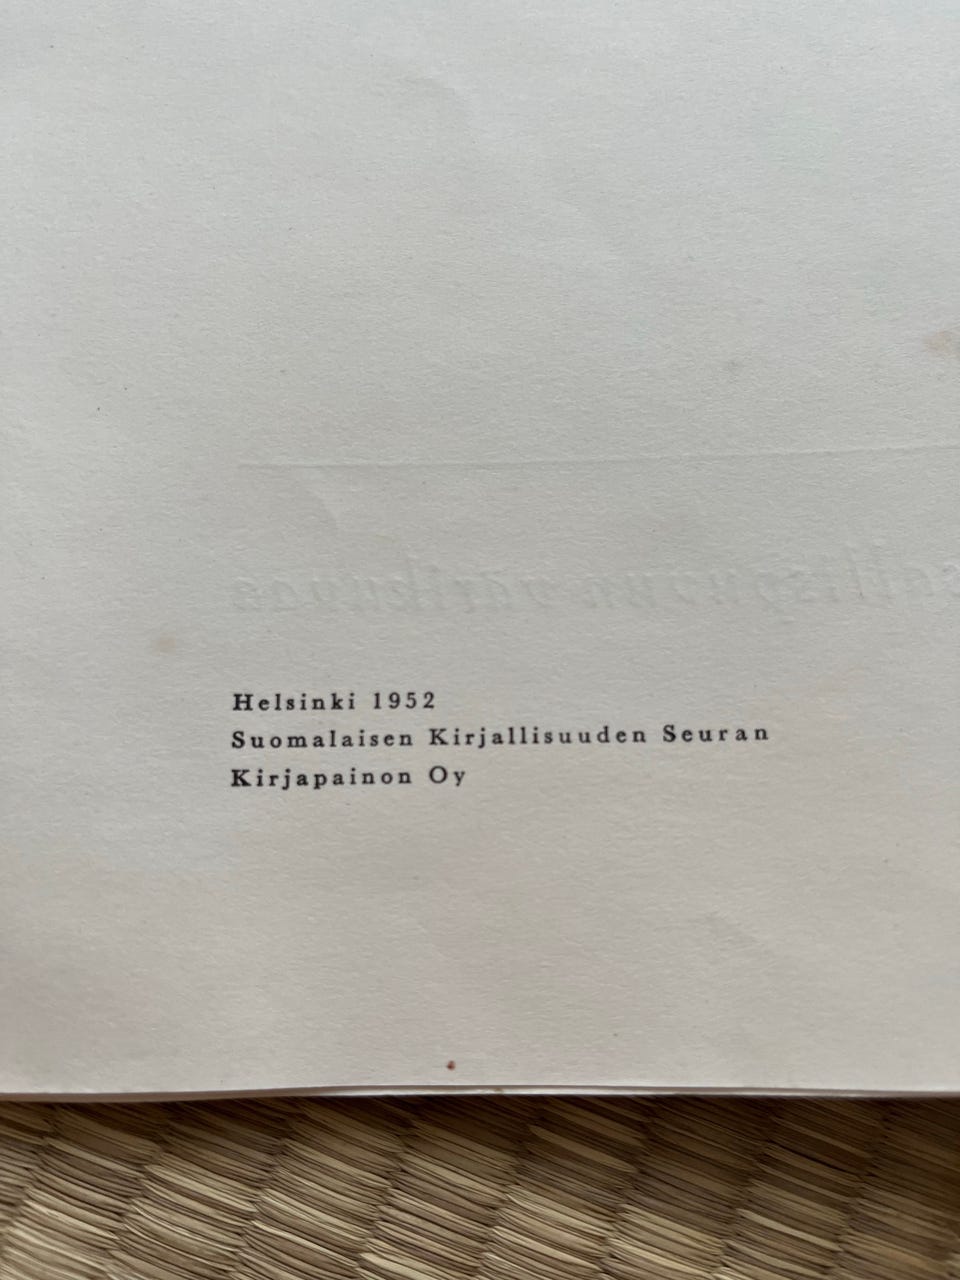 Helsinki 1952
Suomalaisen Kirjallisuuden Seuran
Kirjapainon Oy